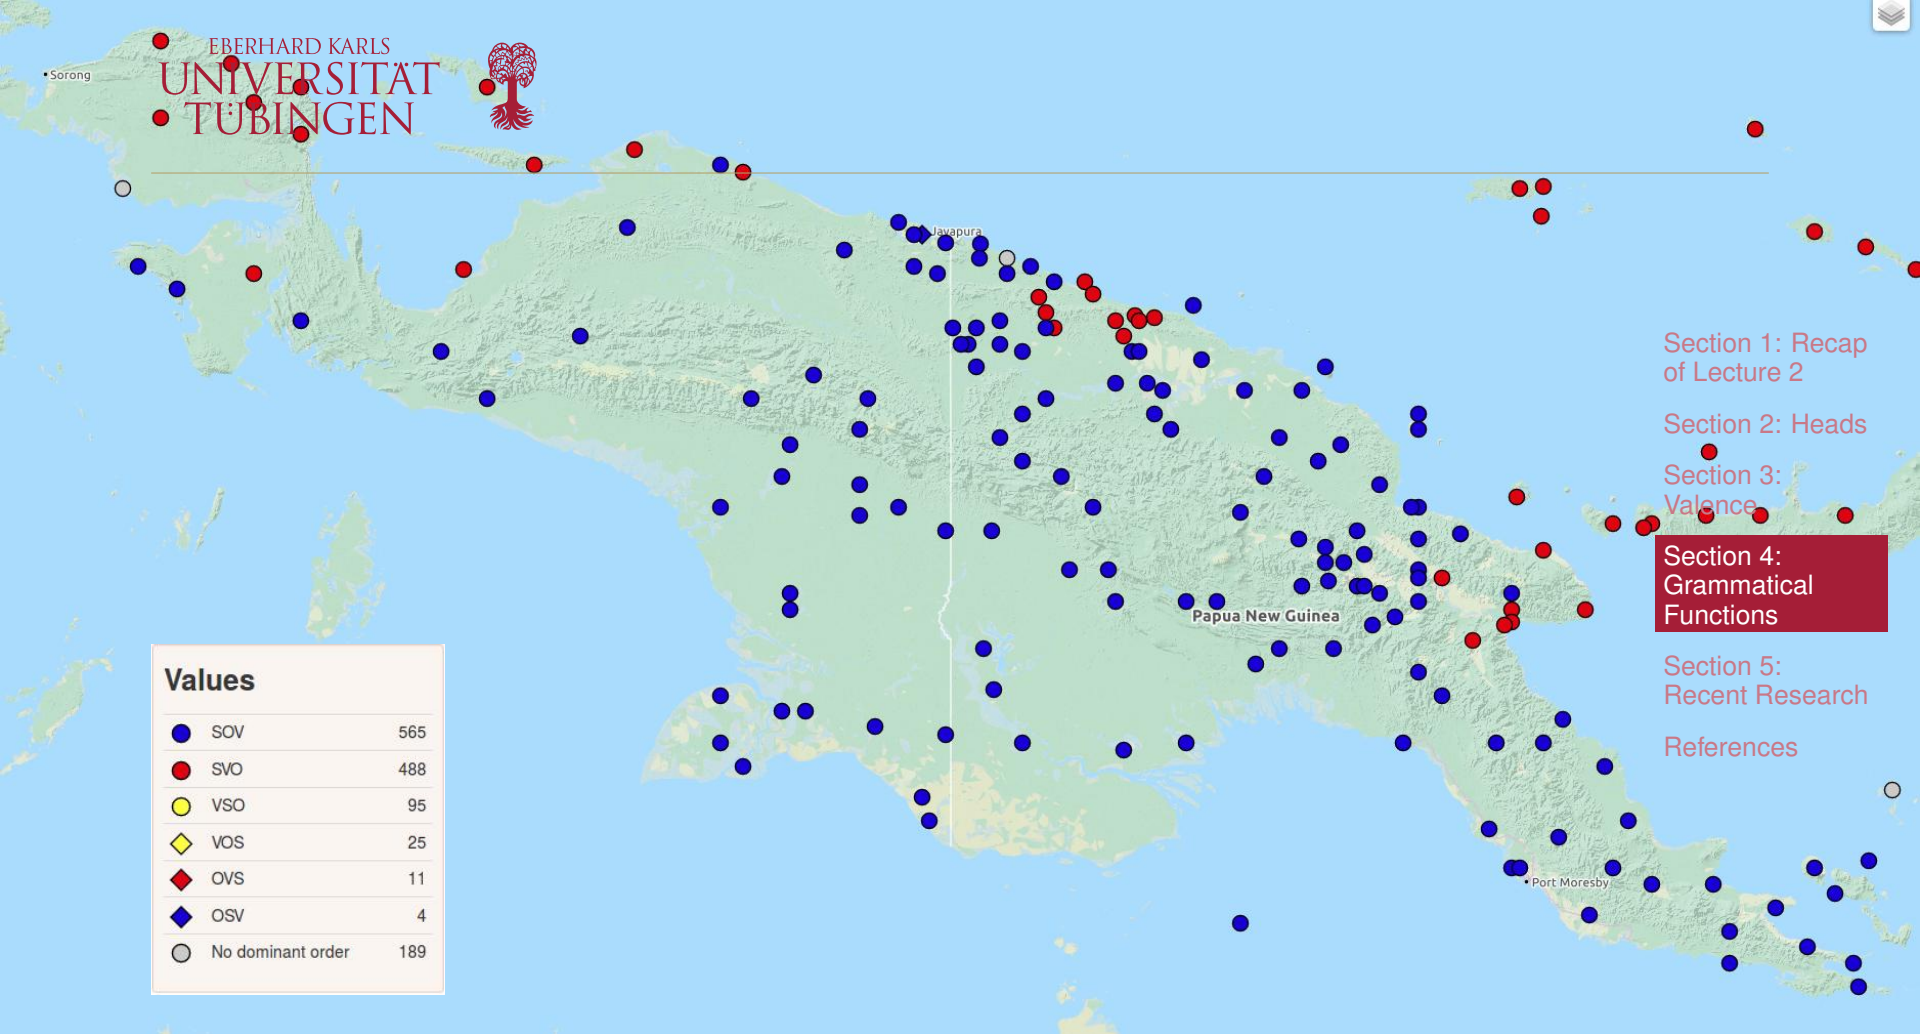 EBERHARD KARLS
UNIVERSITÄT
TÜBINGEN
Sorong
Jayapura
Section 1: Recap
of Lecture 2
Section 2: Heads
Section 3:
Valence
Section 4:
Grammatical
Functions
Section 5:
Recent Research
References
Papua New Guinea
Port Moresby
Values
SOV 565
SVO 488
VSO 95
VOS 25
OVS 11
OSV 4
No dominant order 189